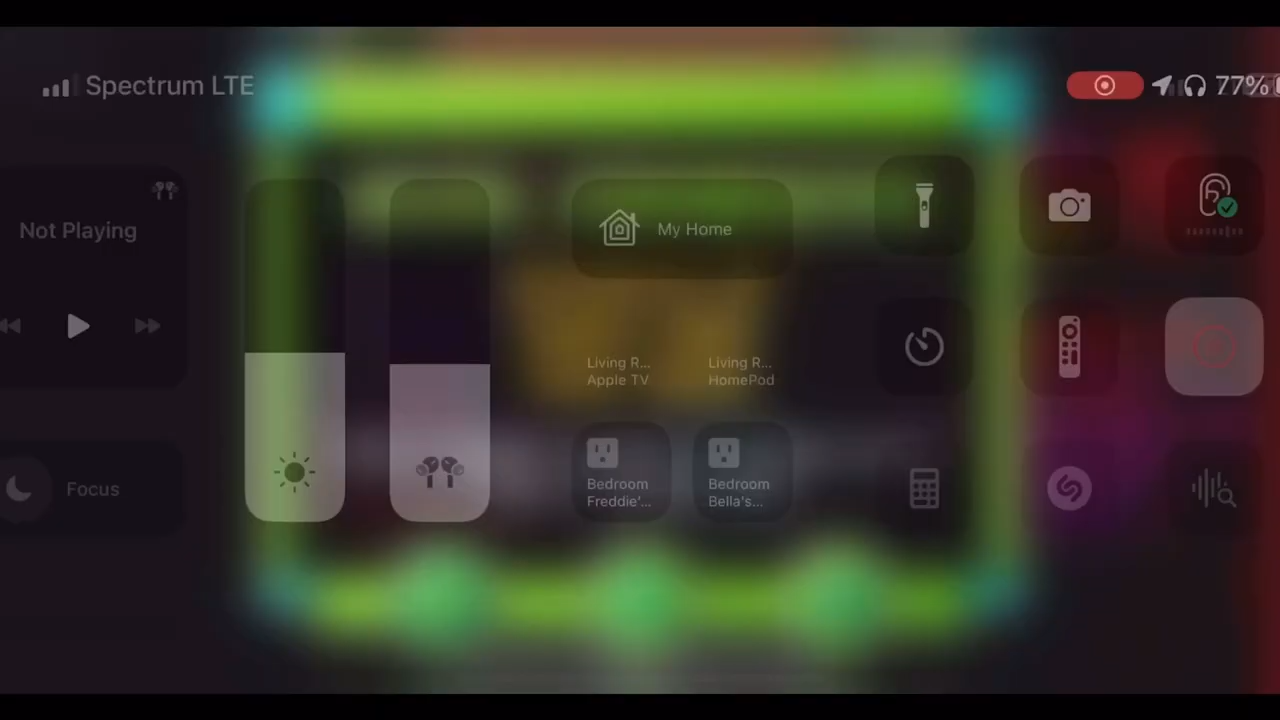 Spectrum LTE
77%
Not Playing
My Home
Living R...
Apple TV
Living R...
HomePod
Focus
Bedroom
Freddie'...
Bedroom
Bella's...